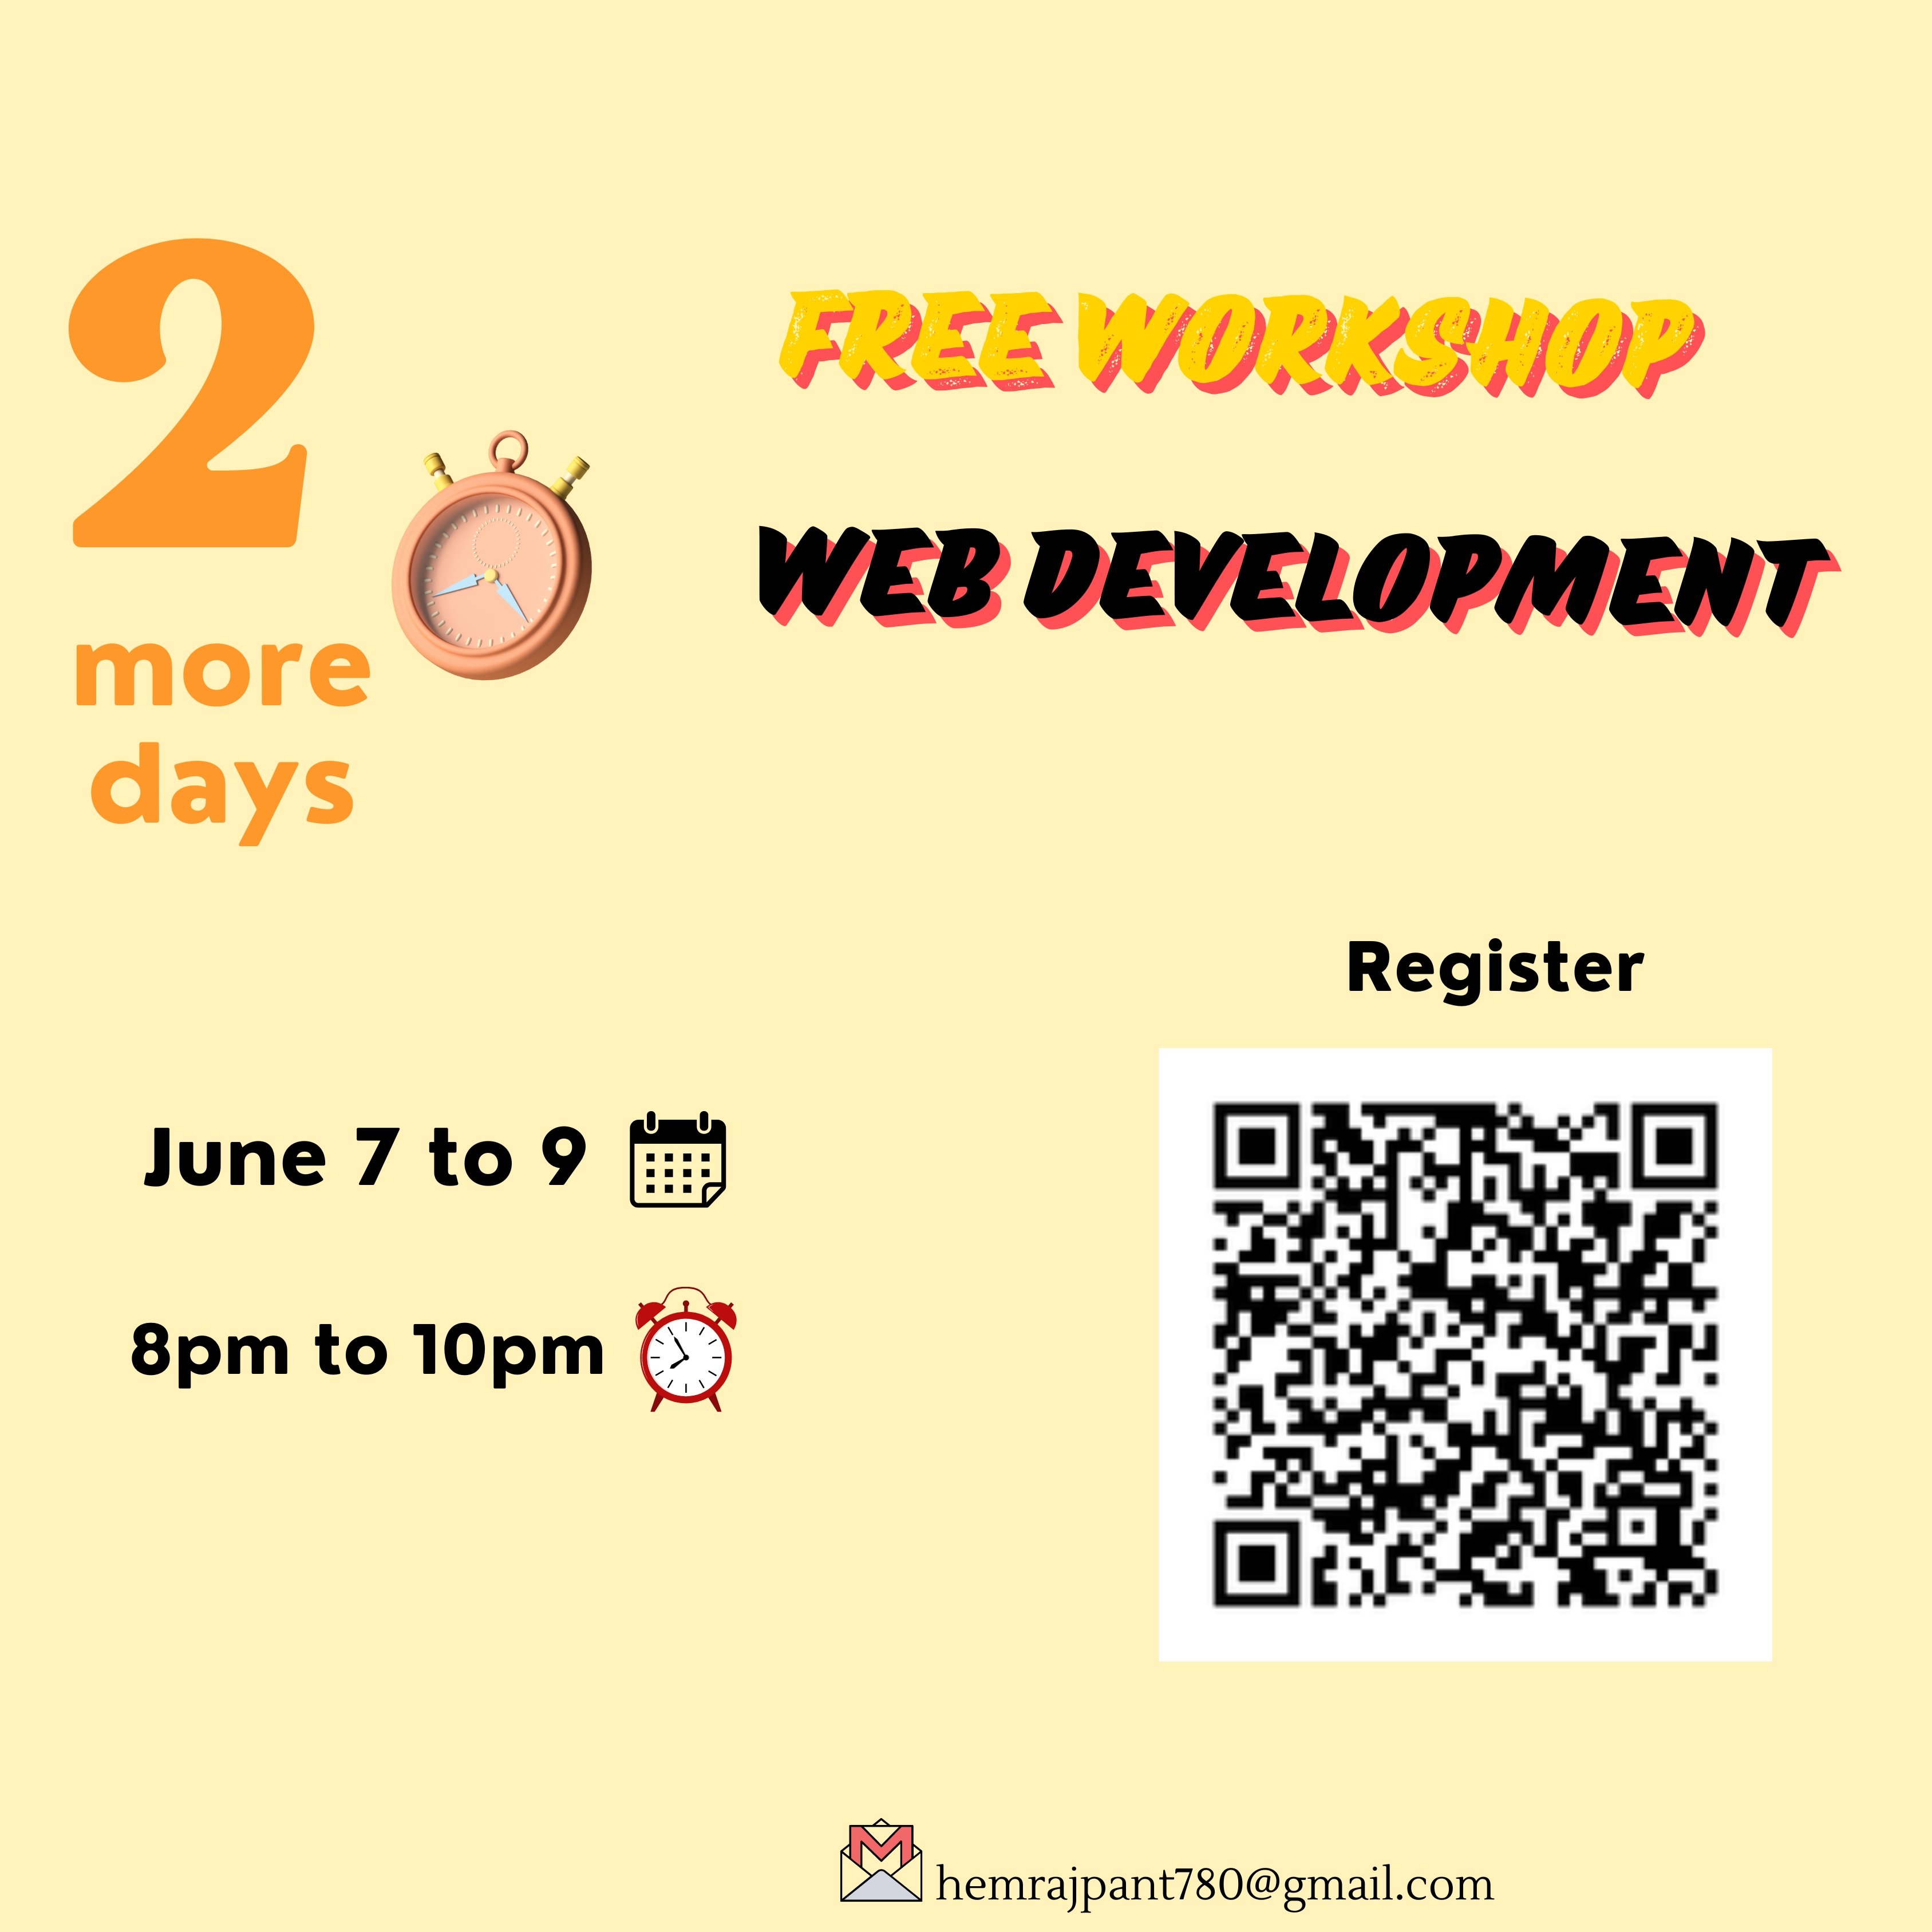 2
more
days
FREE WORKSHOP
WEB DEVELOPMENT
Register
June 7 to 9
8pm to 10pm
hemrajpant780@gmail.com